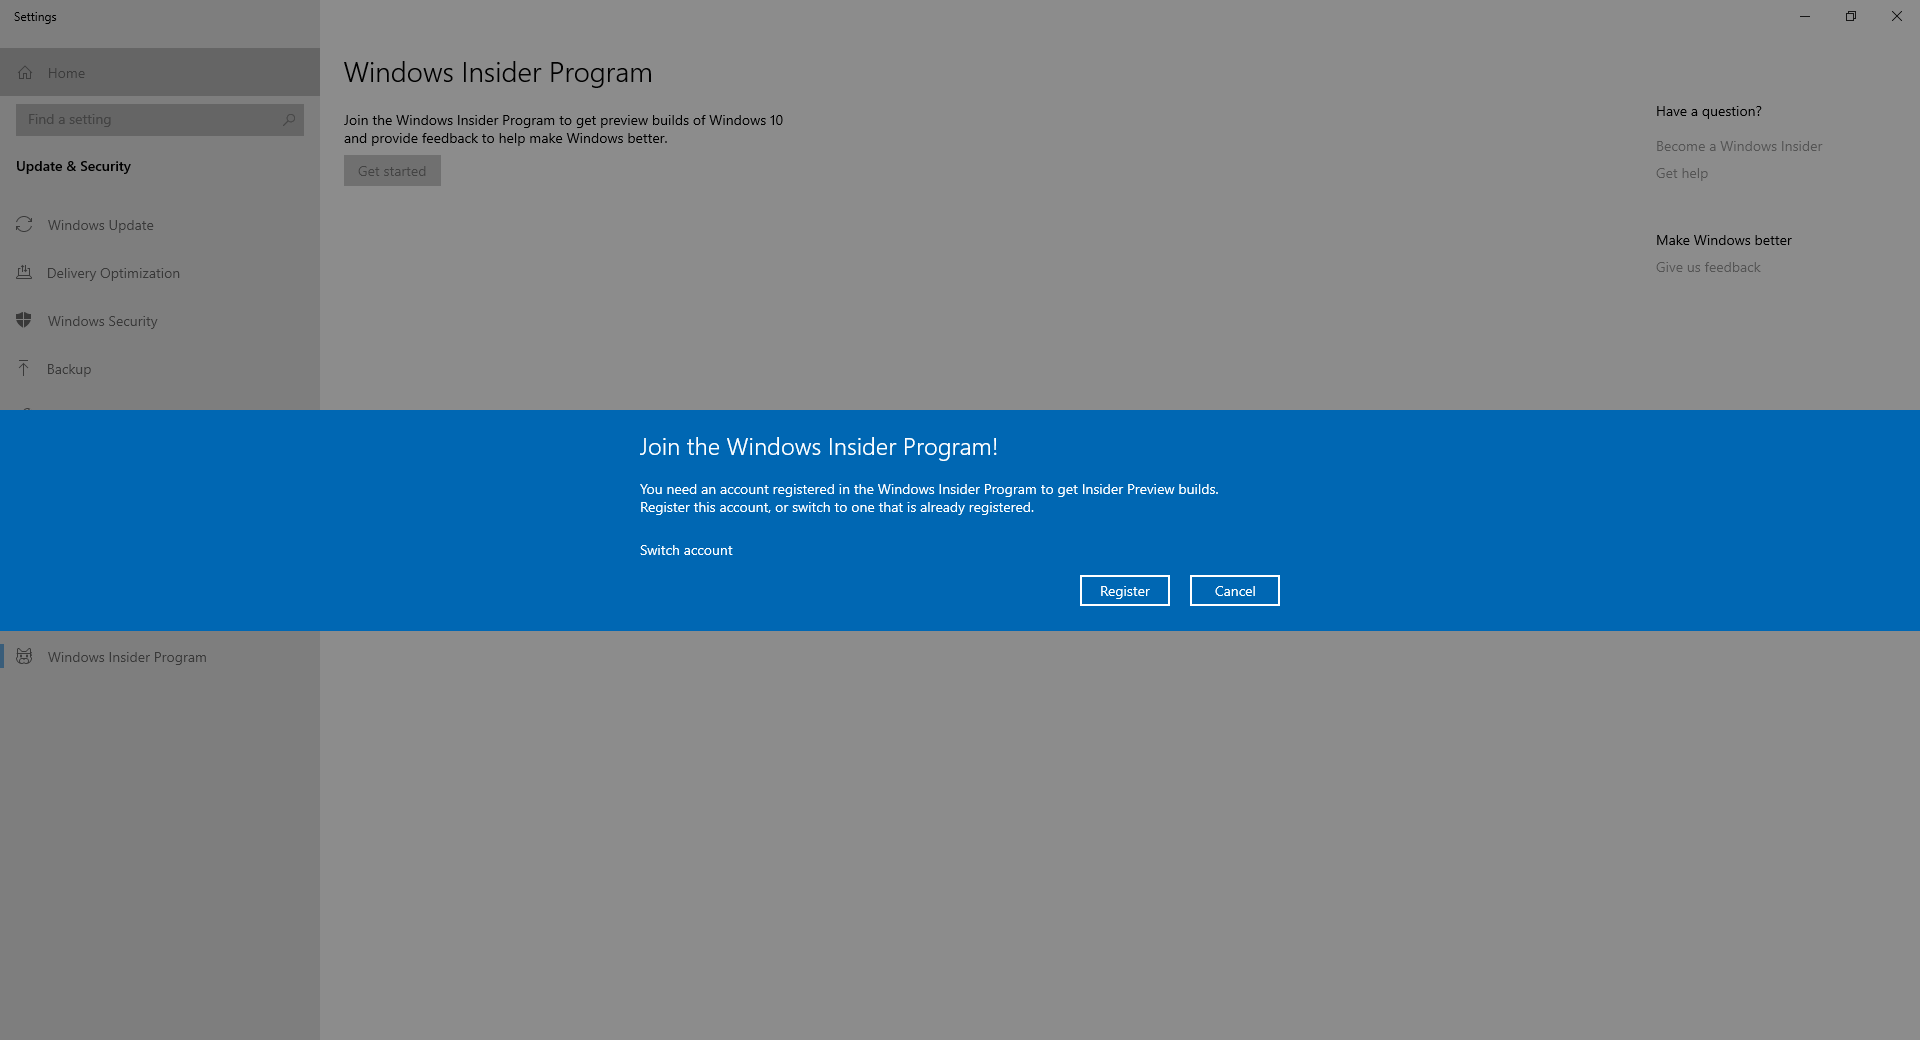 Settings
Home
Find a setting
Update & Security
Windows Update
Delivery Optimization
Windows Security
Backup
Windows Insider Program
Join the Windows Insider Program to get preview builds of Windows 10
and provide feedback to help make Windows better.
Get started
Have a question?
Become a Windows Insider
Get help
Make Windows better
Give us feedback
Join the Windows Insider Program!
You need an account registered in the Windows Insider Program to get Insider Preview builds.
Register this account, or switch to one that is already registered.
Switch account
Register
Cancel
Windows Insider Program